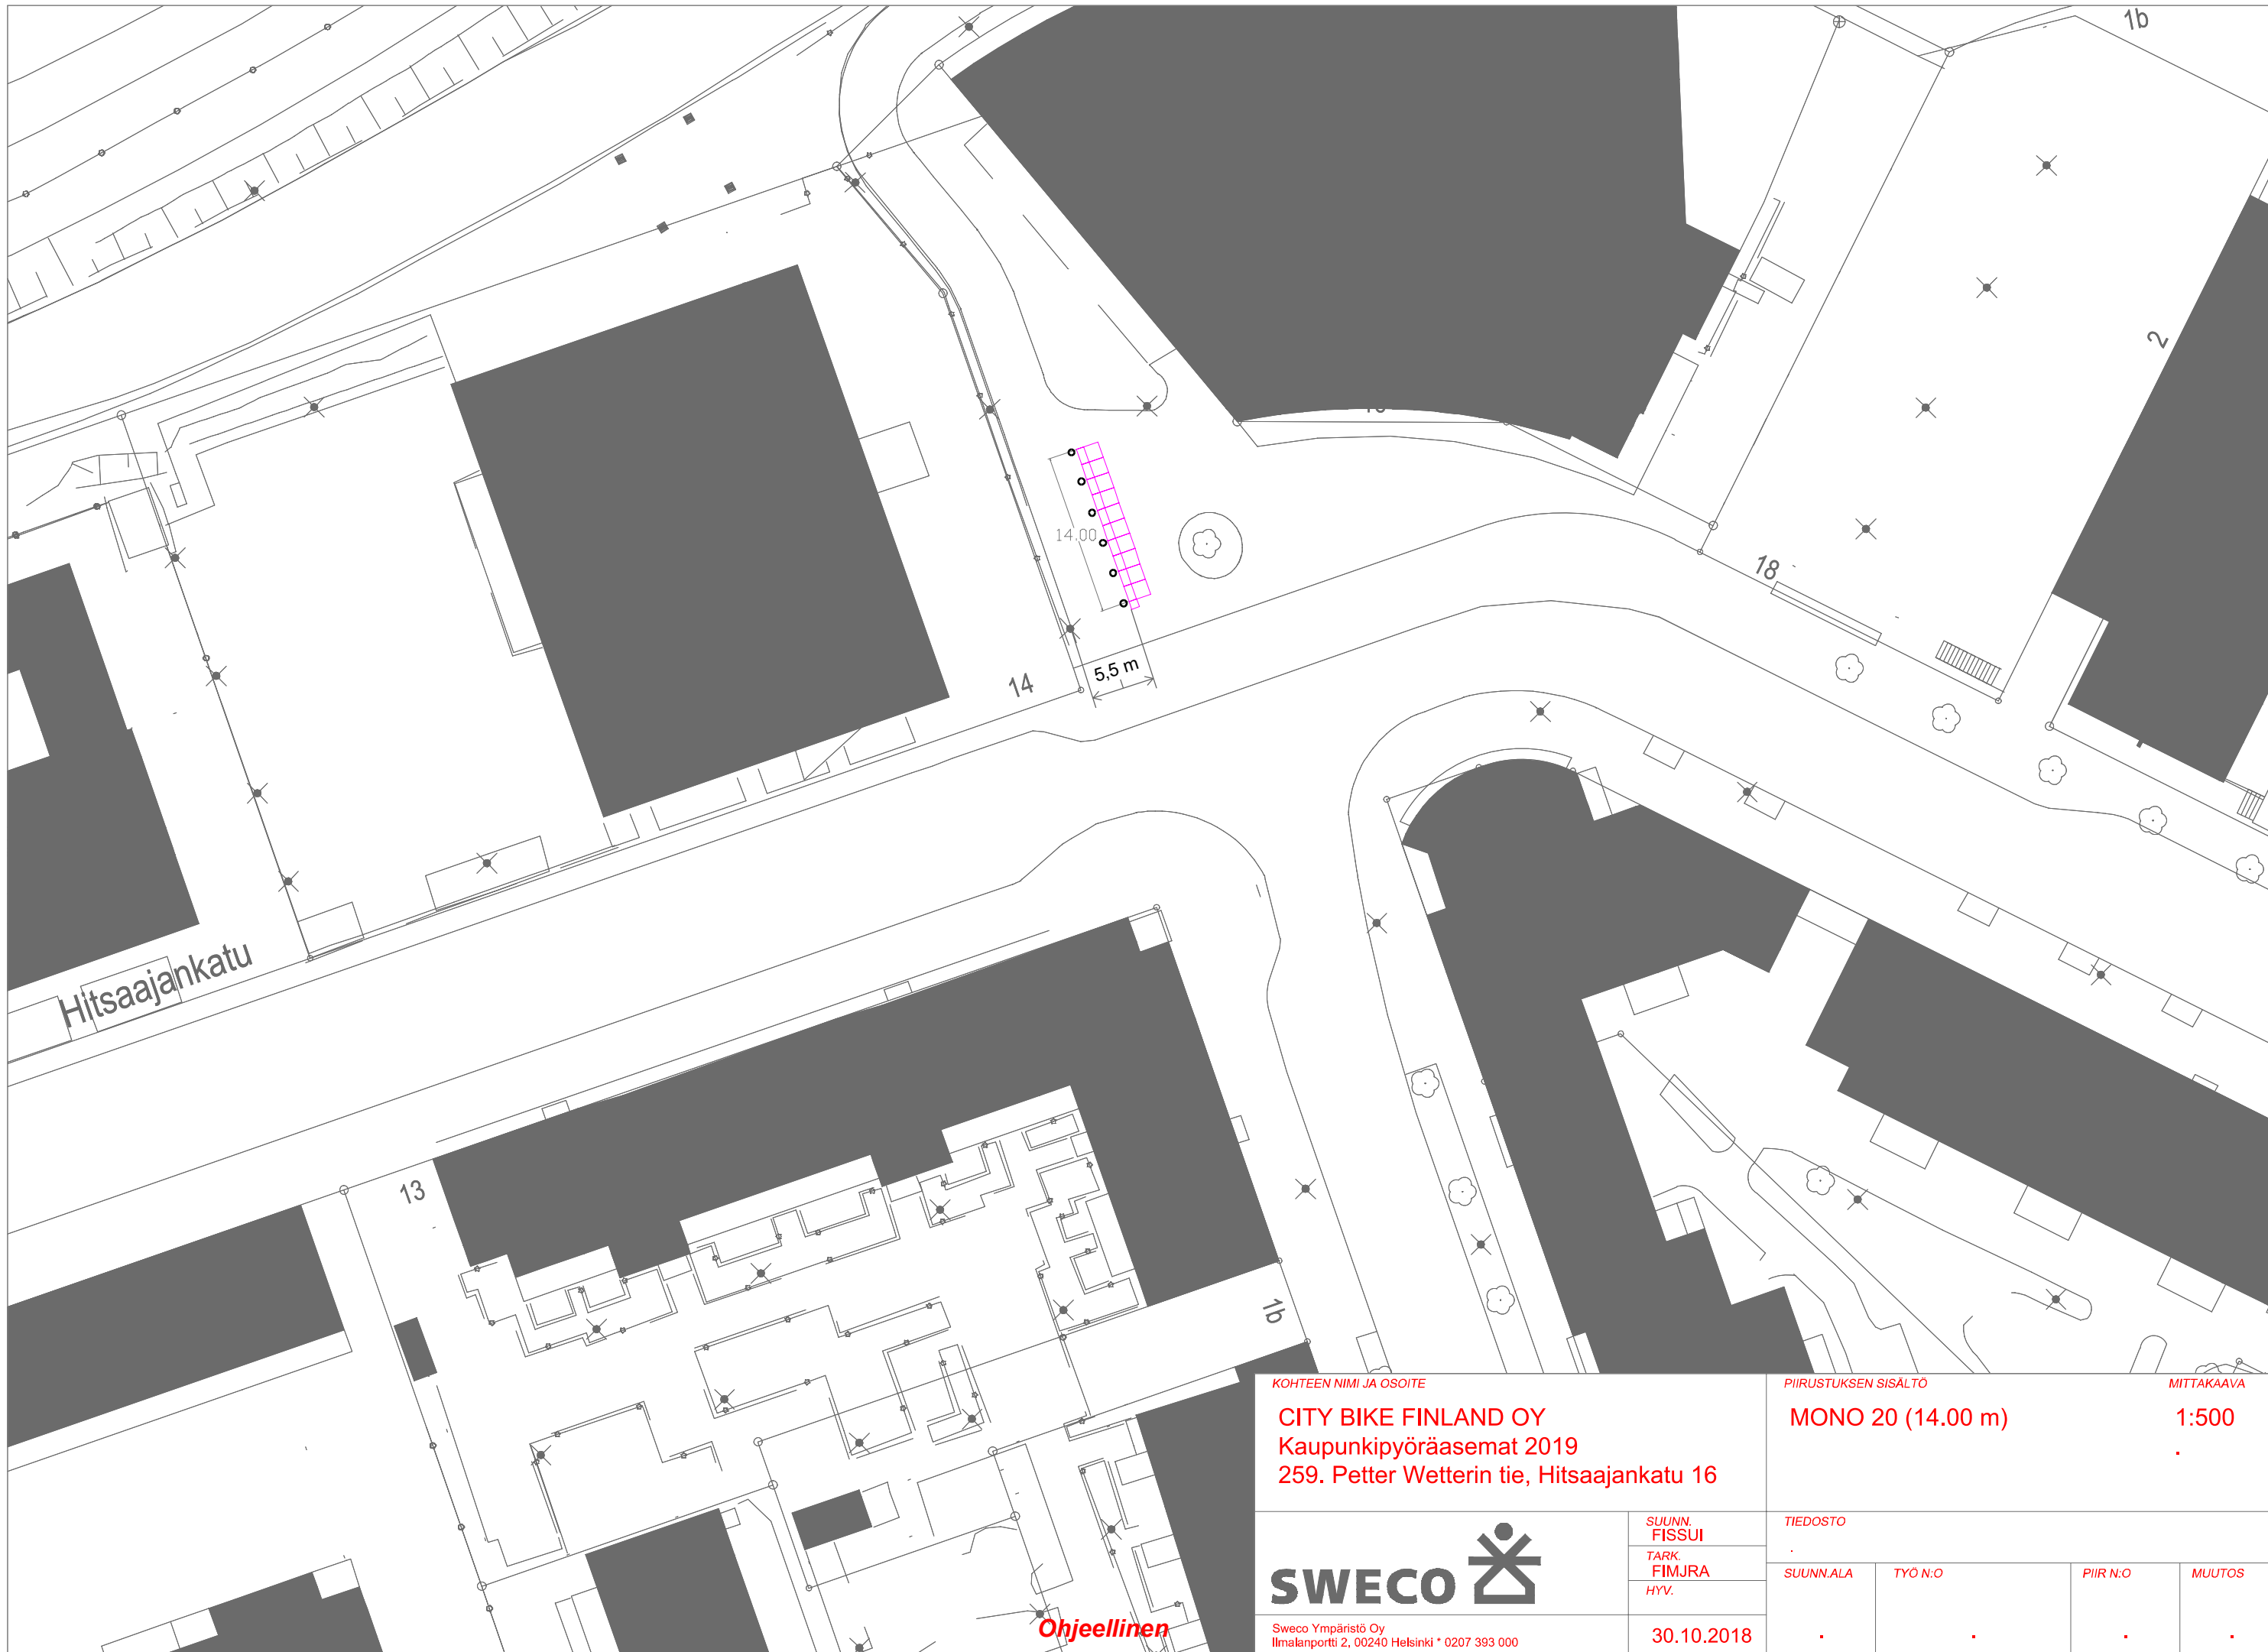 1b
2
14.00
18
5,5 m
14
Hitsaajankatu
13
1b
KOHTEEN NIMI JA OSOITE
CITY BIKE FINLAND OY
Kaupunkipyöräasemat 2019
259. Petter Wetterin tie, Hitsaajankatu 16
PIIRUSTUKSEN SISÄLTÖ
MONO 20 (14.00 m)
MITTAKAAVA
1:500
SWECO
SUUNN.
FISSUI
TARK.
FIMJRA
HYV.
TIEDOSTO
SUUNN.ALA
TYÖ N:O
PIIR N:O
MUUTOS
Ohjeellinen
Sweco Ympäristö Oy
Ilmalanportti 2, 00240 Helsinki * 0207 393 000
30.10.2018